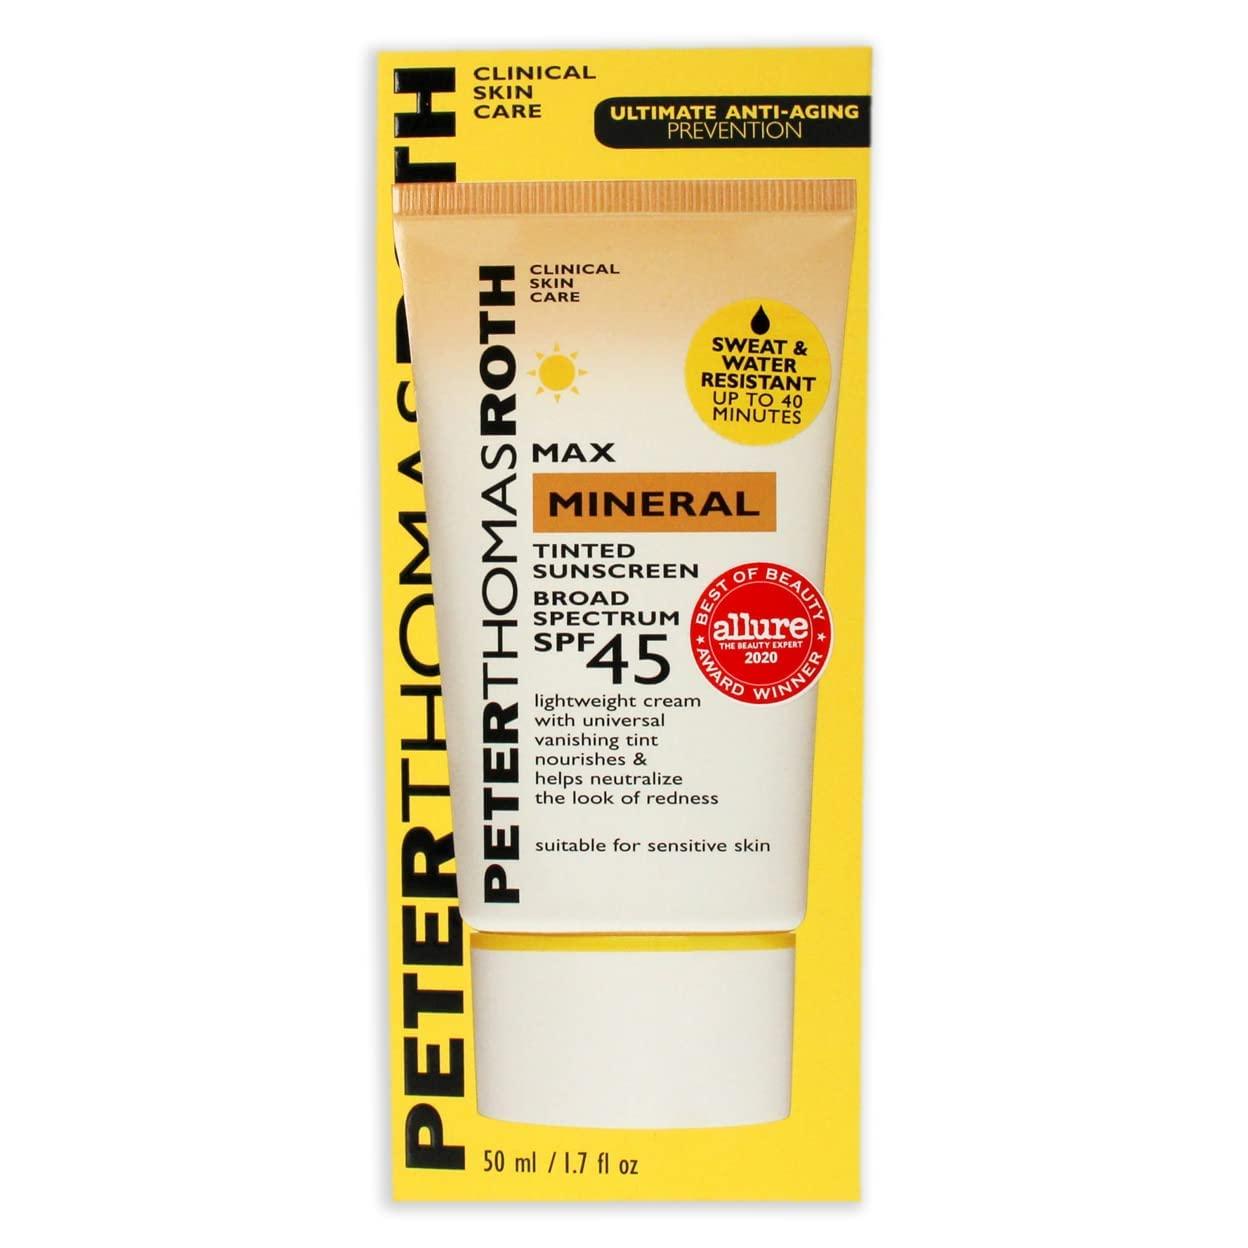 CLINICAL
SKIN
CARE
ULTIMATE ANTI-AGING
PREVENTION
PETERTHOMASROTH
CLINICAL
SKIN
CARE
PETERTHOMASROTH
SWEAT &
WATER
RESISTANT
UP TO 40
MINUTES
MAX
MINERAL
TINTED
SUNSCREEN
BROAD
SPECTRUM
SPF 45
BEST OF BEAUTY
allure
THE BEAUTY EXPERT
2020
AWARD WINNER
lightweight cream
with universal
vanishing tint
nourishes &
helps neutralize
the look of redness
suitable for sensitive skin
50 ml / 1.7 fl oz